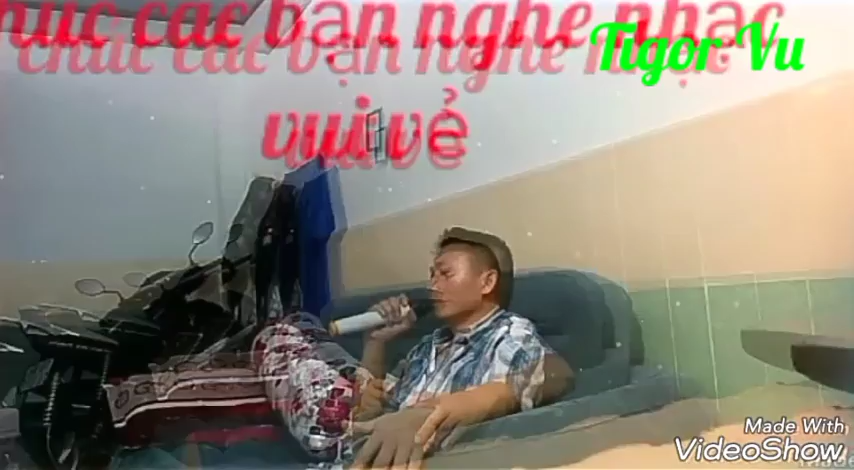 chúc các bạn nghe nhạc
vui vẻ
Tigor Vu
Made With
VideoShow